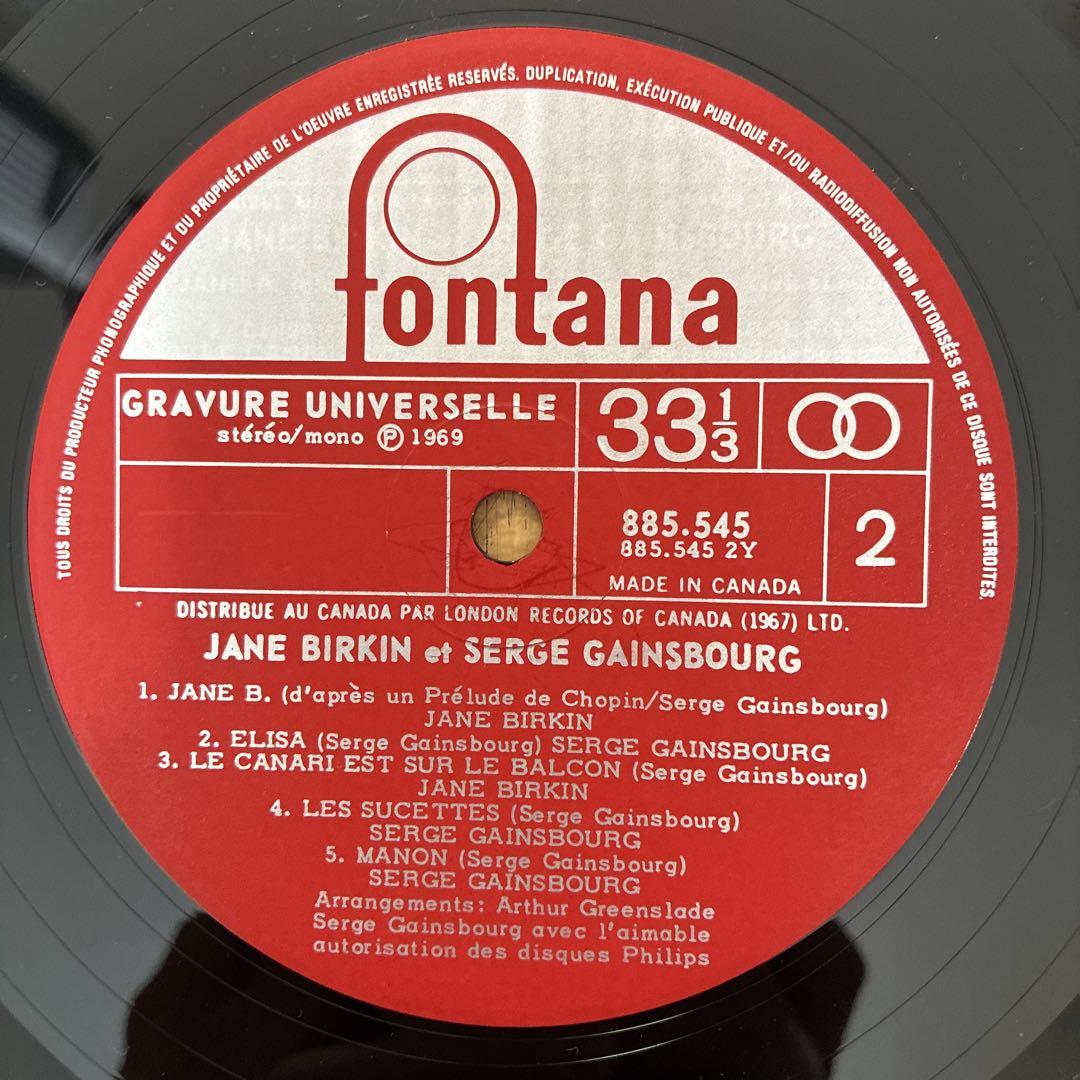 TOUS DROITS DU PRODUCTEUR PHONOGRAPHIQUE ET DU PROPRIÉTAIRE DE L'OEUVRE ENREGISTRÉE RESERVÉS. DUPLICATION, EXÉCUTION PUBLIQUE ET/OU RADIODIFFUSION NON AUTORISÉES DE CE DISQUE SONT INTERDITES.
fontana
GRAVURE UNIVERSELLE
stéréo/mono Ⓟ 1969
33 1/3
885.545
885.545 2Y
MADE IN CANADA
2
DISTRIBUE AU CANADA PAR LONDON RECORDS OF CANADA (1967) LTD.
JANE BIRKIN et SERGE GAINSBOURG
1. JANE B. (d'après un Prélude de Chopin/Serge Gainsbourg)
JANE BIRKIN
2. ELISA (Serge Gainsbourg) SERGE GAINSBOURG
3. LE CANARI EST SUR LE BALCON (Serge Gainsbourg)
JANE BIRKIN
4. LES SUCETTES (Serge Gainsbourg)
SERGE GAINSBOURG
5. MANON (Serge Gainsbourg)
SERGE GAINSBOURG
Arrangements: Arthur Greenslade
Serge Gainsbourg avec l'aimable
autorisation des disques Philips